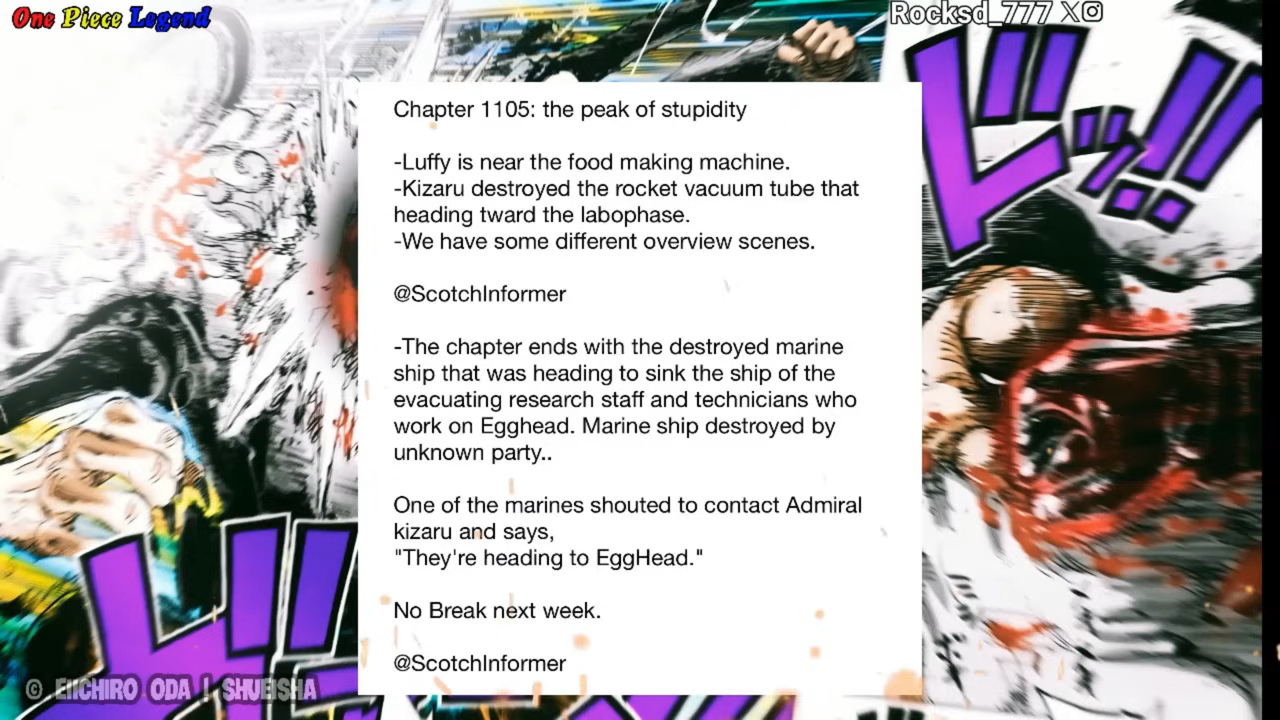 One Piece Legend
Rocksd_777 X
Chapter 1105: the peak of stupidity
-Luffy is near the food making machine.
-Kizaru destroyed the rocket vacuum tube that
heading tward the labophase.
-We have some different overview scenes.
@ScotchInformer
-The chapter ends with the destroyed marine
ship that was heading to sink the ship of the
evacuating research staff and technicians who
work on Egghead. Marine ship destroyed by
unknown party..
One of the marines shouted to contact Admiral
kizaru and says,
"They're heading to EggHead."
No Break next week.
@ScotchInformer
ドッ!!
© EIICHIRO ODA | SHUEISHA